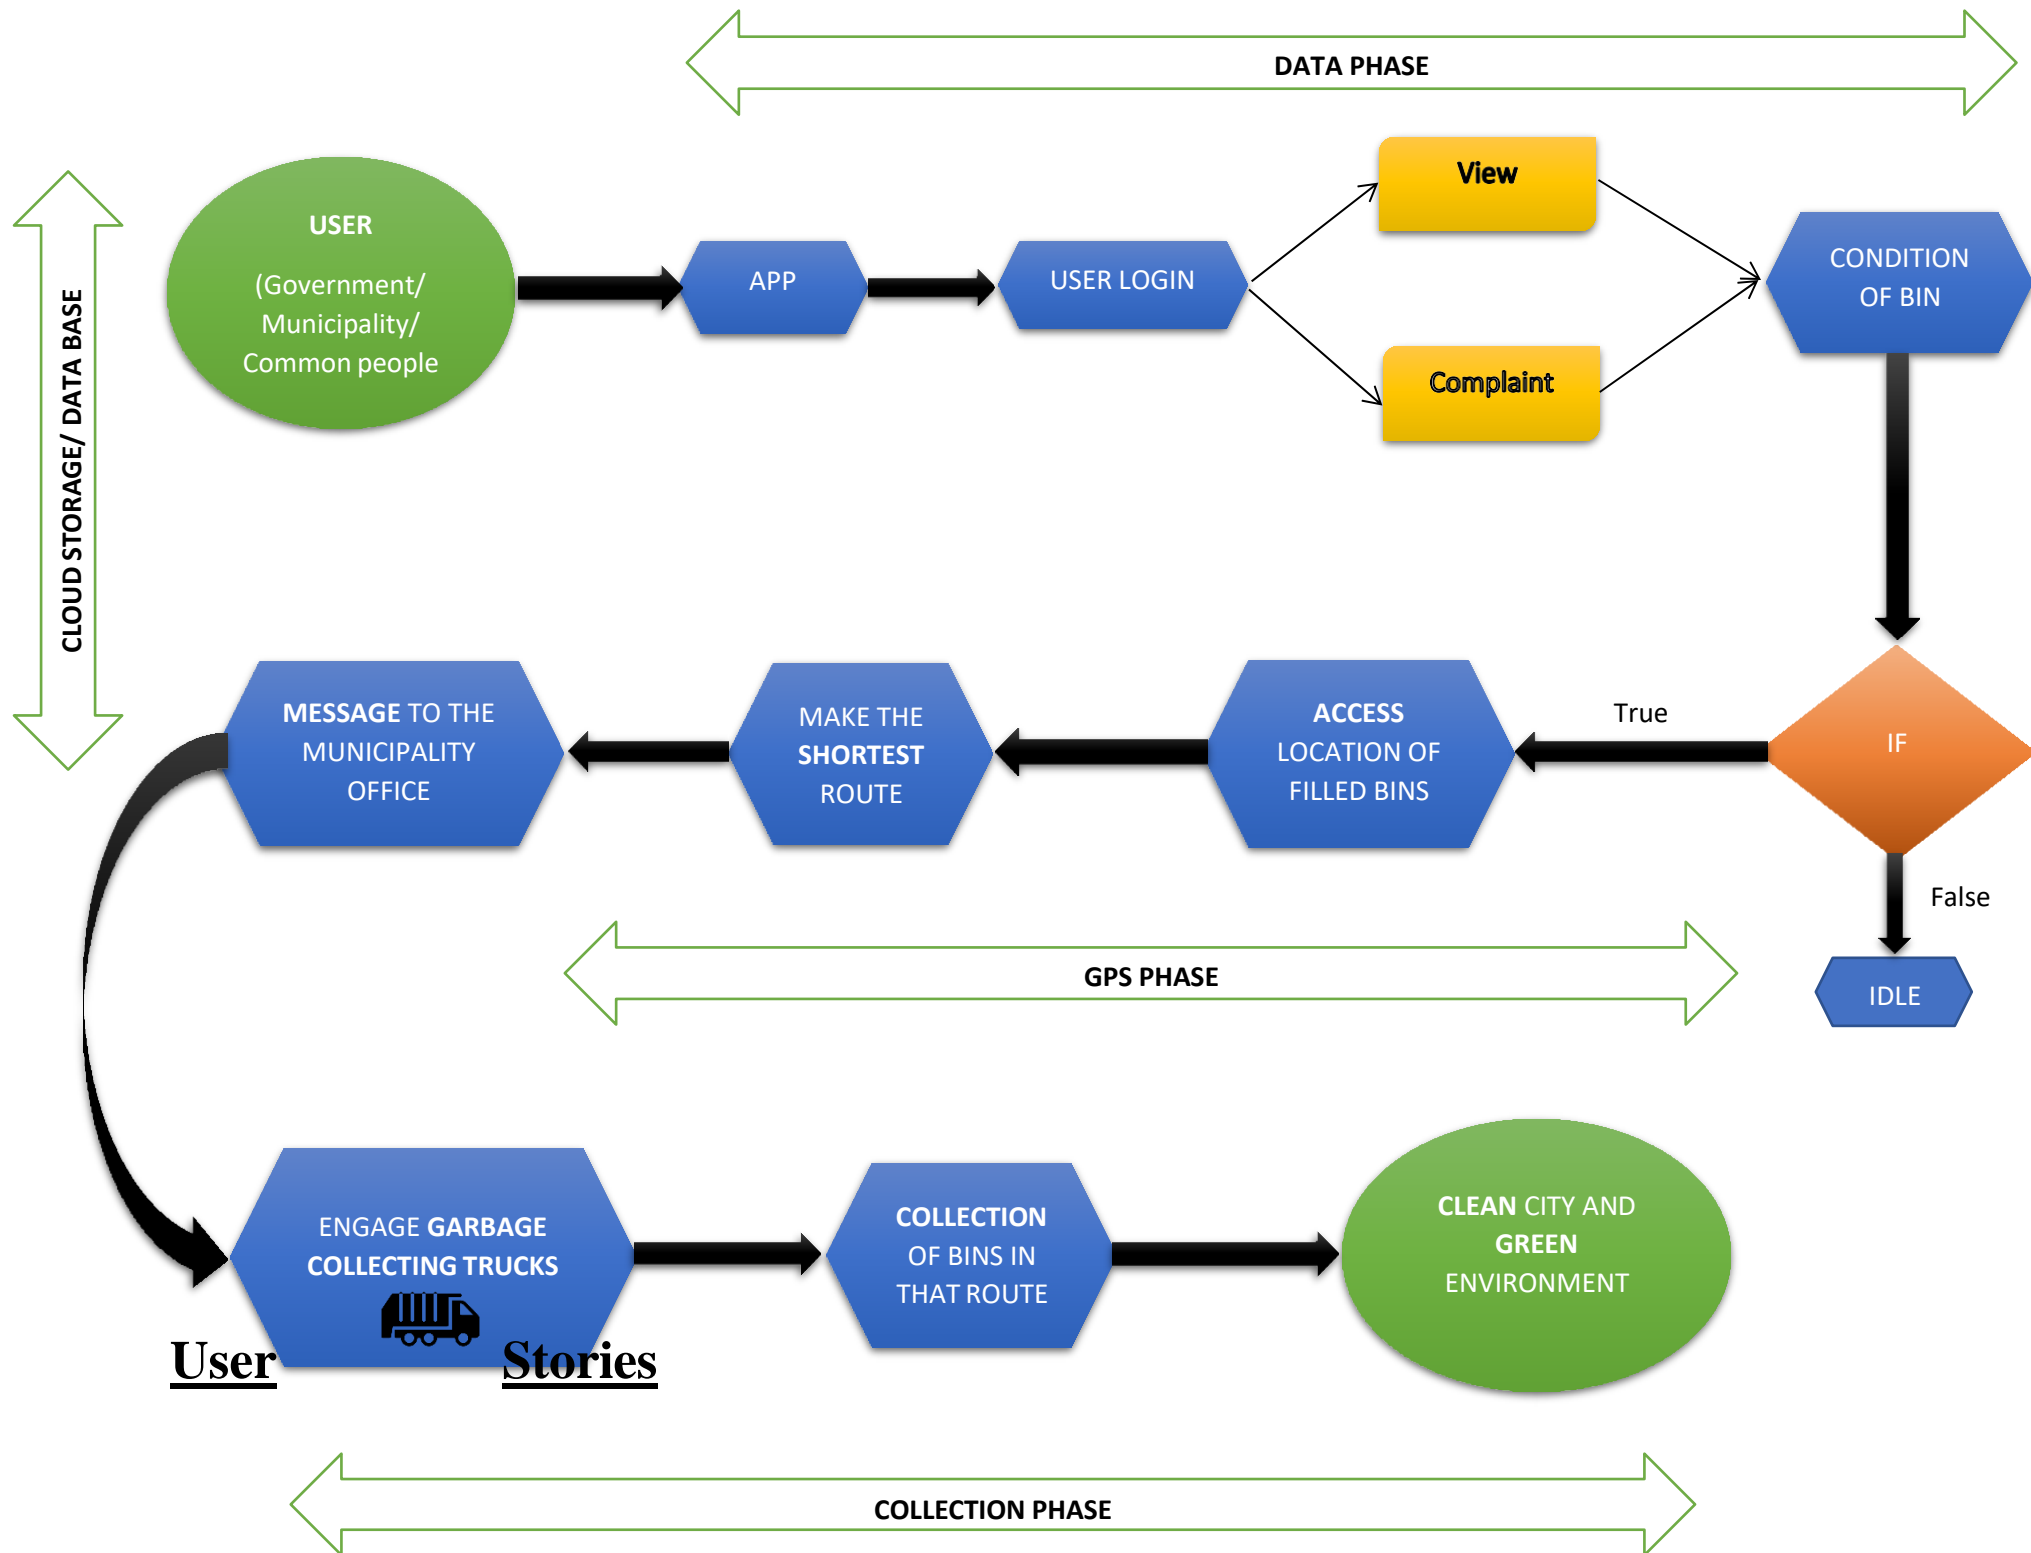 DATA PHASE
CLOUD STORAGE/ DATA BASE
USER
(Government/
Municipality/
Common people
APP
USER LOGIN
View
Complaint
CONDITION
OF BIN
MESSAGE TO THE
MUNICIPALITY
OFFICE
MAKE THE
SHORTEST
ROUTE
ACCESS
LOCATION OF
FILLED BINS
True
IF
False
IDLE
GPS PHASE
ENGAGE GARBAGE
COLLECTING TRUCKS
COLLECTION
OF BINS IN
THAT ROUTE
CLEAN CITY AND
GREEN
ENVIRONMENT
User Stories
COLLECTION PHASE